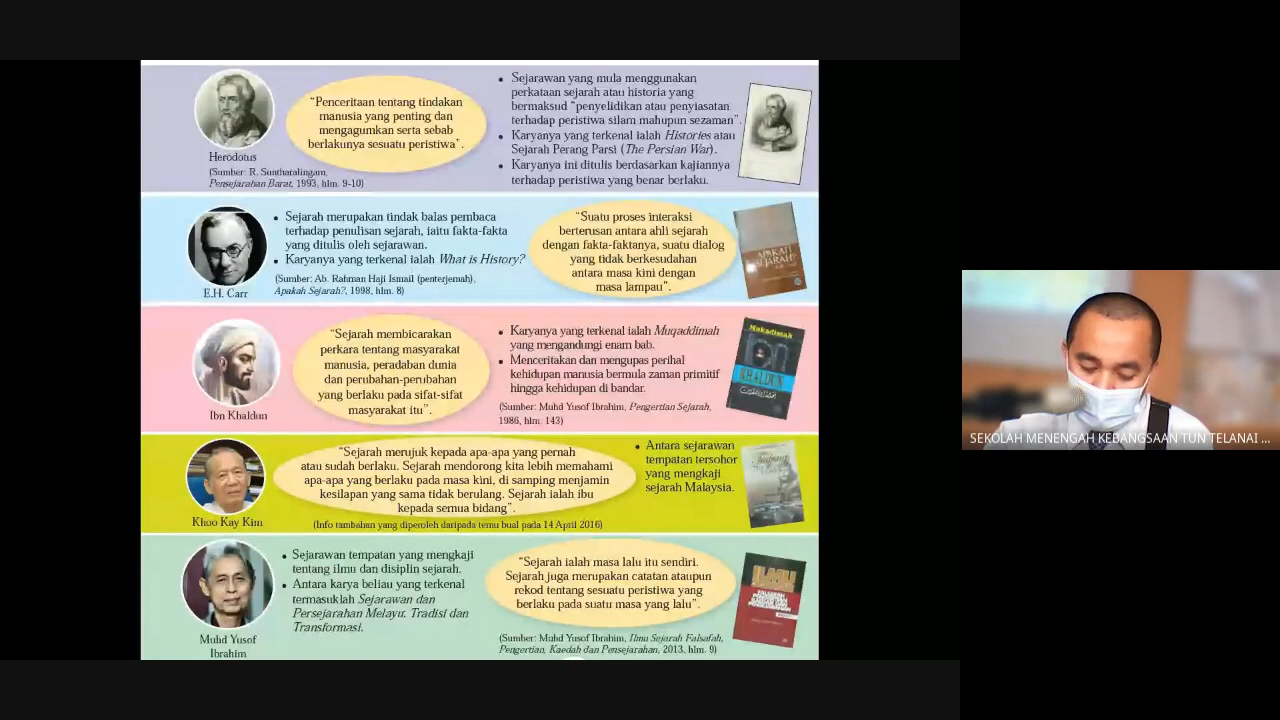 Herodotus
(Sumber: R. Suntharalingam,
Pensejarahan Barat, 1993, hlm. 9-10)
"Penceritaan tentang tindakan
manusia yang penting dan
mengagumkan serta sebab
berlakunya sesuatu peristiwa".
• Sejarawan yang mula menggunakan
perkataan sejarah atau historia yang
bermaksud "penyelidikan atau penyiasatan
terhadap peristiwa silam mahupun sezaman".
• Karyanya yang terkenal ialah Histories atau
Sejarah Perang Parsi (The Persian War).
• Karyanya ini ditulis berdasarkan kajiannya
terhadap peristiwa yang benar berlaku.
E.H. Carr
• Sejarah merupakan tindak balas pembaca
terhadap penulisan sejarah, iaitu fakta-fakta
yang ditulis oleh sejarawan.
• Karyanya yang terkenal ialah What is History?
(Sumber: Ab. Rahman Haji Ismail (penterjemah),
Apakah Sejarah?, 1998, hlm. 8)
"Suatu proses interaksi
berterusan antara ahli sejarah
dengan fakta-faktanya, suatu dialog
yang tidak berkesudahan
antara masa kini dengan
masa lampau".
APAKAH
SEJARAH?
Ibn Khaldun
"Sejarah membicarakan
perkara tentang masyarakat
manusia, peradaban dunia
dan perubahan-perubahan
yang berlaku pada sifat-sifat
masyarakat itu".
• Karyanya yang terkenal ialah Muqaddimah
yang mengandungi enam bab.
• Menceritakan dan mengupas perihal
kehidupan manusia bermula zaman primitif
hingga kehidupan di bandar.
(Sumber: Muhd Yusof Ibrahim, Pengertian Sejarah,
1986, hlm. 143)
Mukadimah
KHALDUN
Khoo Kay Kim
"Sejarah merujuk kepada apa-apa yang pernah
atau sudah berlaku. Sejarah mendorong kita lebih memahami
apa-apa yang berlaku pada masa kini, di samping menjamin
kesilapan yang sama tidak berulang. Sejarah ialah ibu
kepada semua bidang".
(Info tambahan yang diperoleh daripada temu bual pada 14 April 2016)
• Antara sejarawan
tempatan tersohor
yang mengkaji
sejarah Malaysia.
Muhd Yusof
Ibrahim
• Sejarawan tempatan yang mengkaji
tentang ilmu dan disiplin sejarah.
• Antara karya beliau yang terkenal
termasuklah Sejarawan dan
Persejarahan Melayu: Tradisi dan
Transformasi.
"Sejarah ialah masa lalu itu sendiri.
Sejarah juga merupakan catatan ataupun
rekod tentang sesuatu peristiwa yang
berlaku pada suatu masa yang lalu".
(Sumber: Muhd Yusof Ibrahim, Ilmu Sejarah Falsafah,
Pengertian, Kaedah dan Pensejarahan, 2013, hlm. 9)
ILMU
SEKOLAH MENENGAH KEBANGSAAN TUN TELANAI ...